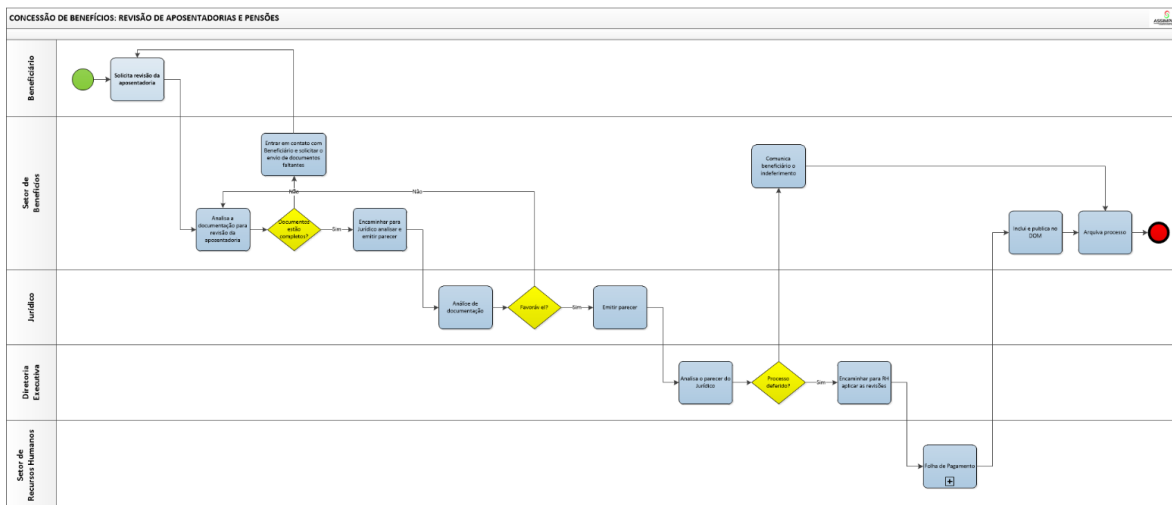 CONCESSÃO DE BENEFÍCIOS: REVISÃO DE APOSENTADORIAS E PENSÕES
Beneficiário
Solicita revisão da
aposentadoria
Setor de
Benefícios
Entrar em contato com
Beneficiário e solicitar o
envio de documentos
faltantes
Não
Não
Analisa a
documentação para
revisão da
aposentadoria
Documentos
estão
completos?
Sim
Encaminhar para
Jurídico analisar e
emitir parecer
Comunica
beneficiário o
indeferimento
Inclui e publica no
DOM
Arquiva processo
Jurídico
Análise de
documentação
Favoráv el?
Sim
Emitir parecer
Diretoria
Executiva
Analisa o parecer do
Jurídico
Processo
deferido?
Sim
Encaminhar para RH
aplicar as revisões
Setor de
Recursos Humanos
Folha de Pagamento